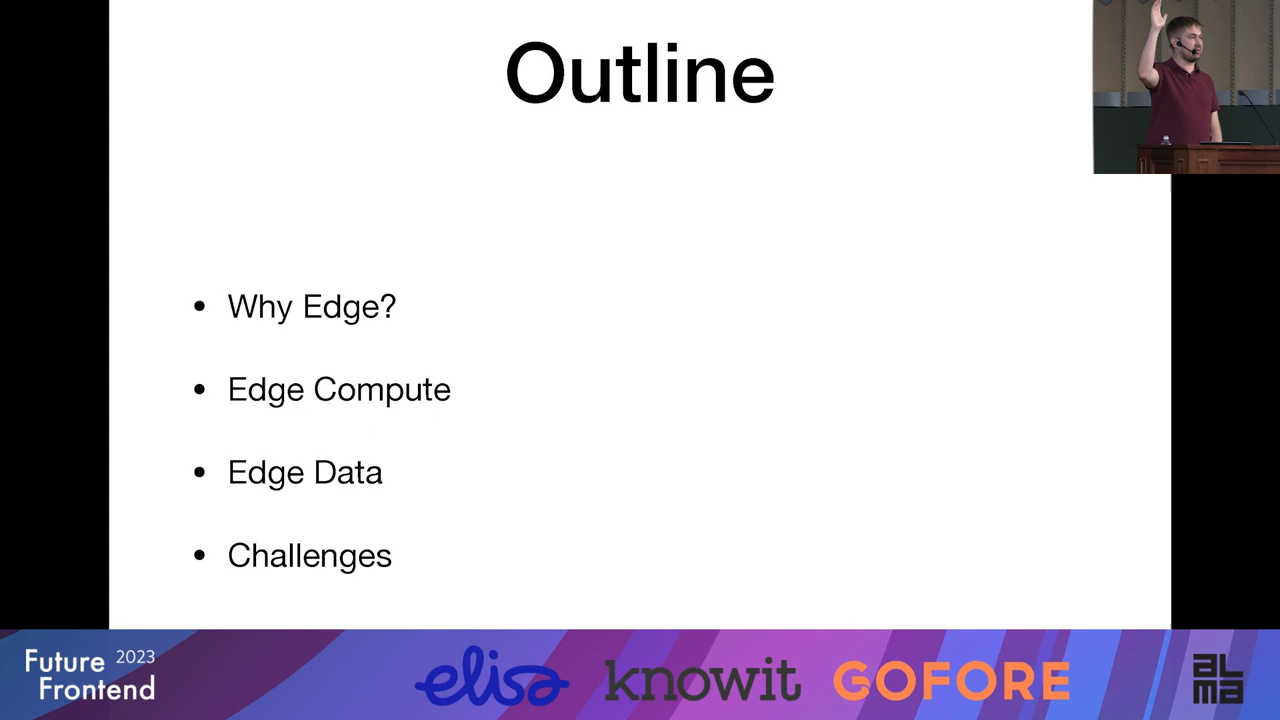 Outline
• Why Edge?
• Edge Compute
• Edge Data
• Challenges
Future 2023
Frontend
elisa
knowit
GOFORE
ALMA